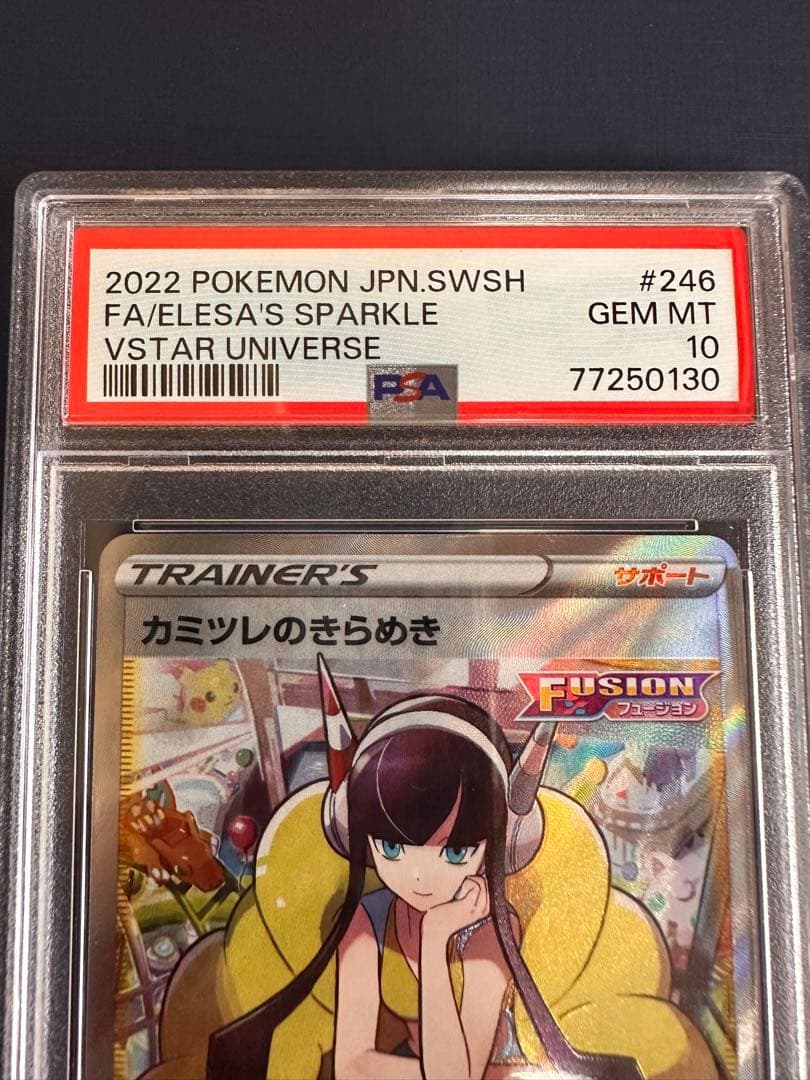 2022 POKEMON JPN.SWSH #246
FA/ELESA'S SPARKLE GEM MT
VSTAR UNIVERSE 10
PSA 77250130
TRAINER'S サポート
カミツレのきらめき
FUSION
フュージョン